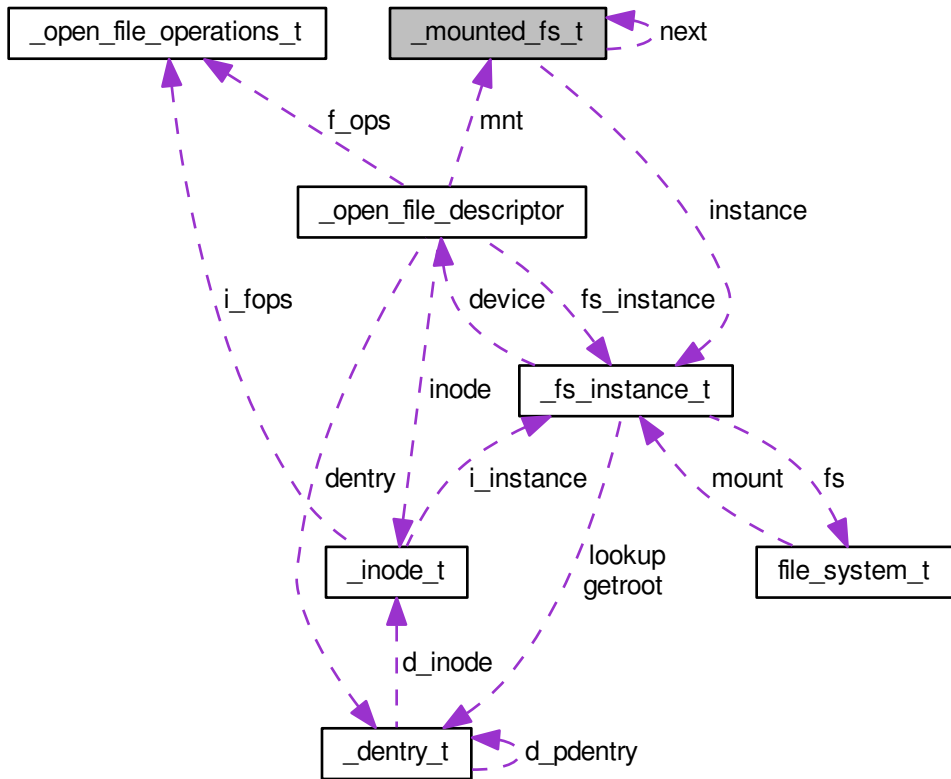 _open_file_operations_t
_mounted_fs_t
next
f_ops
mnt
_open_file_descriptor
instance
i_fops
device
fs_instance
inode
_fs_instance_t
dentry
i_instance
mount
fs
lookup
getroot
_inode_t
file_system_t
d_inode
_dentry_t
d_pdentry